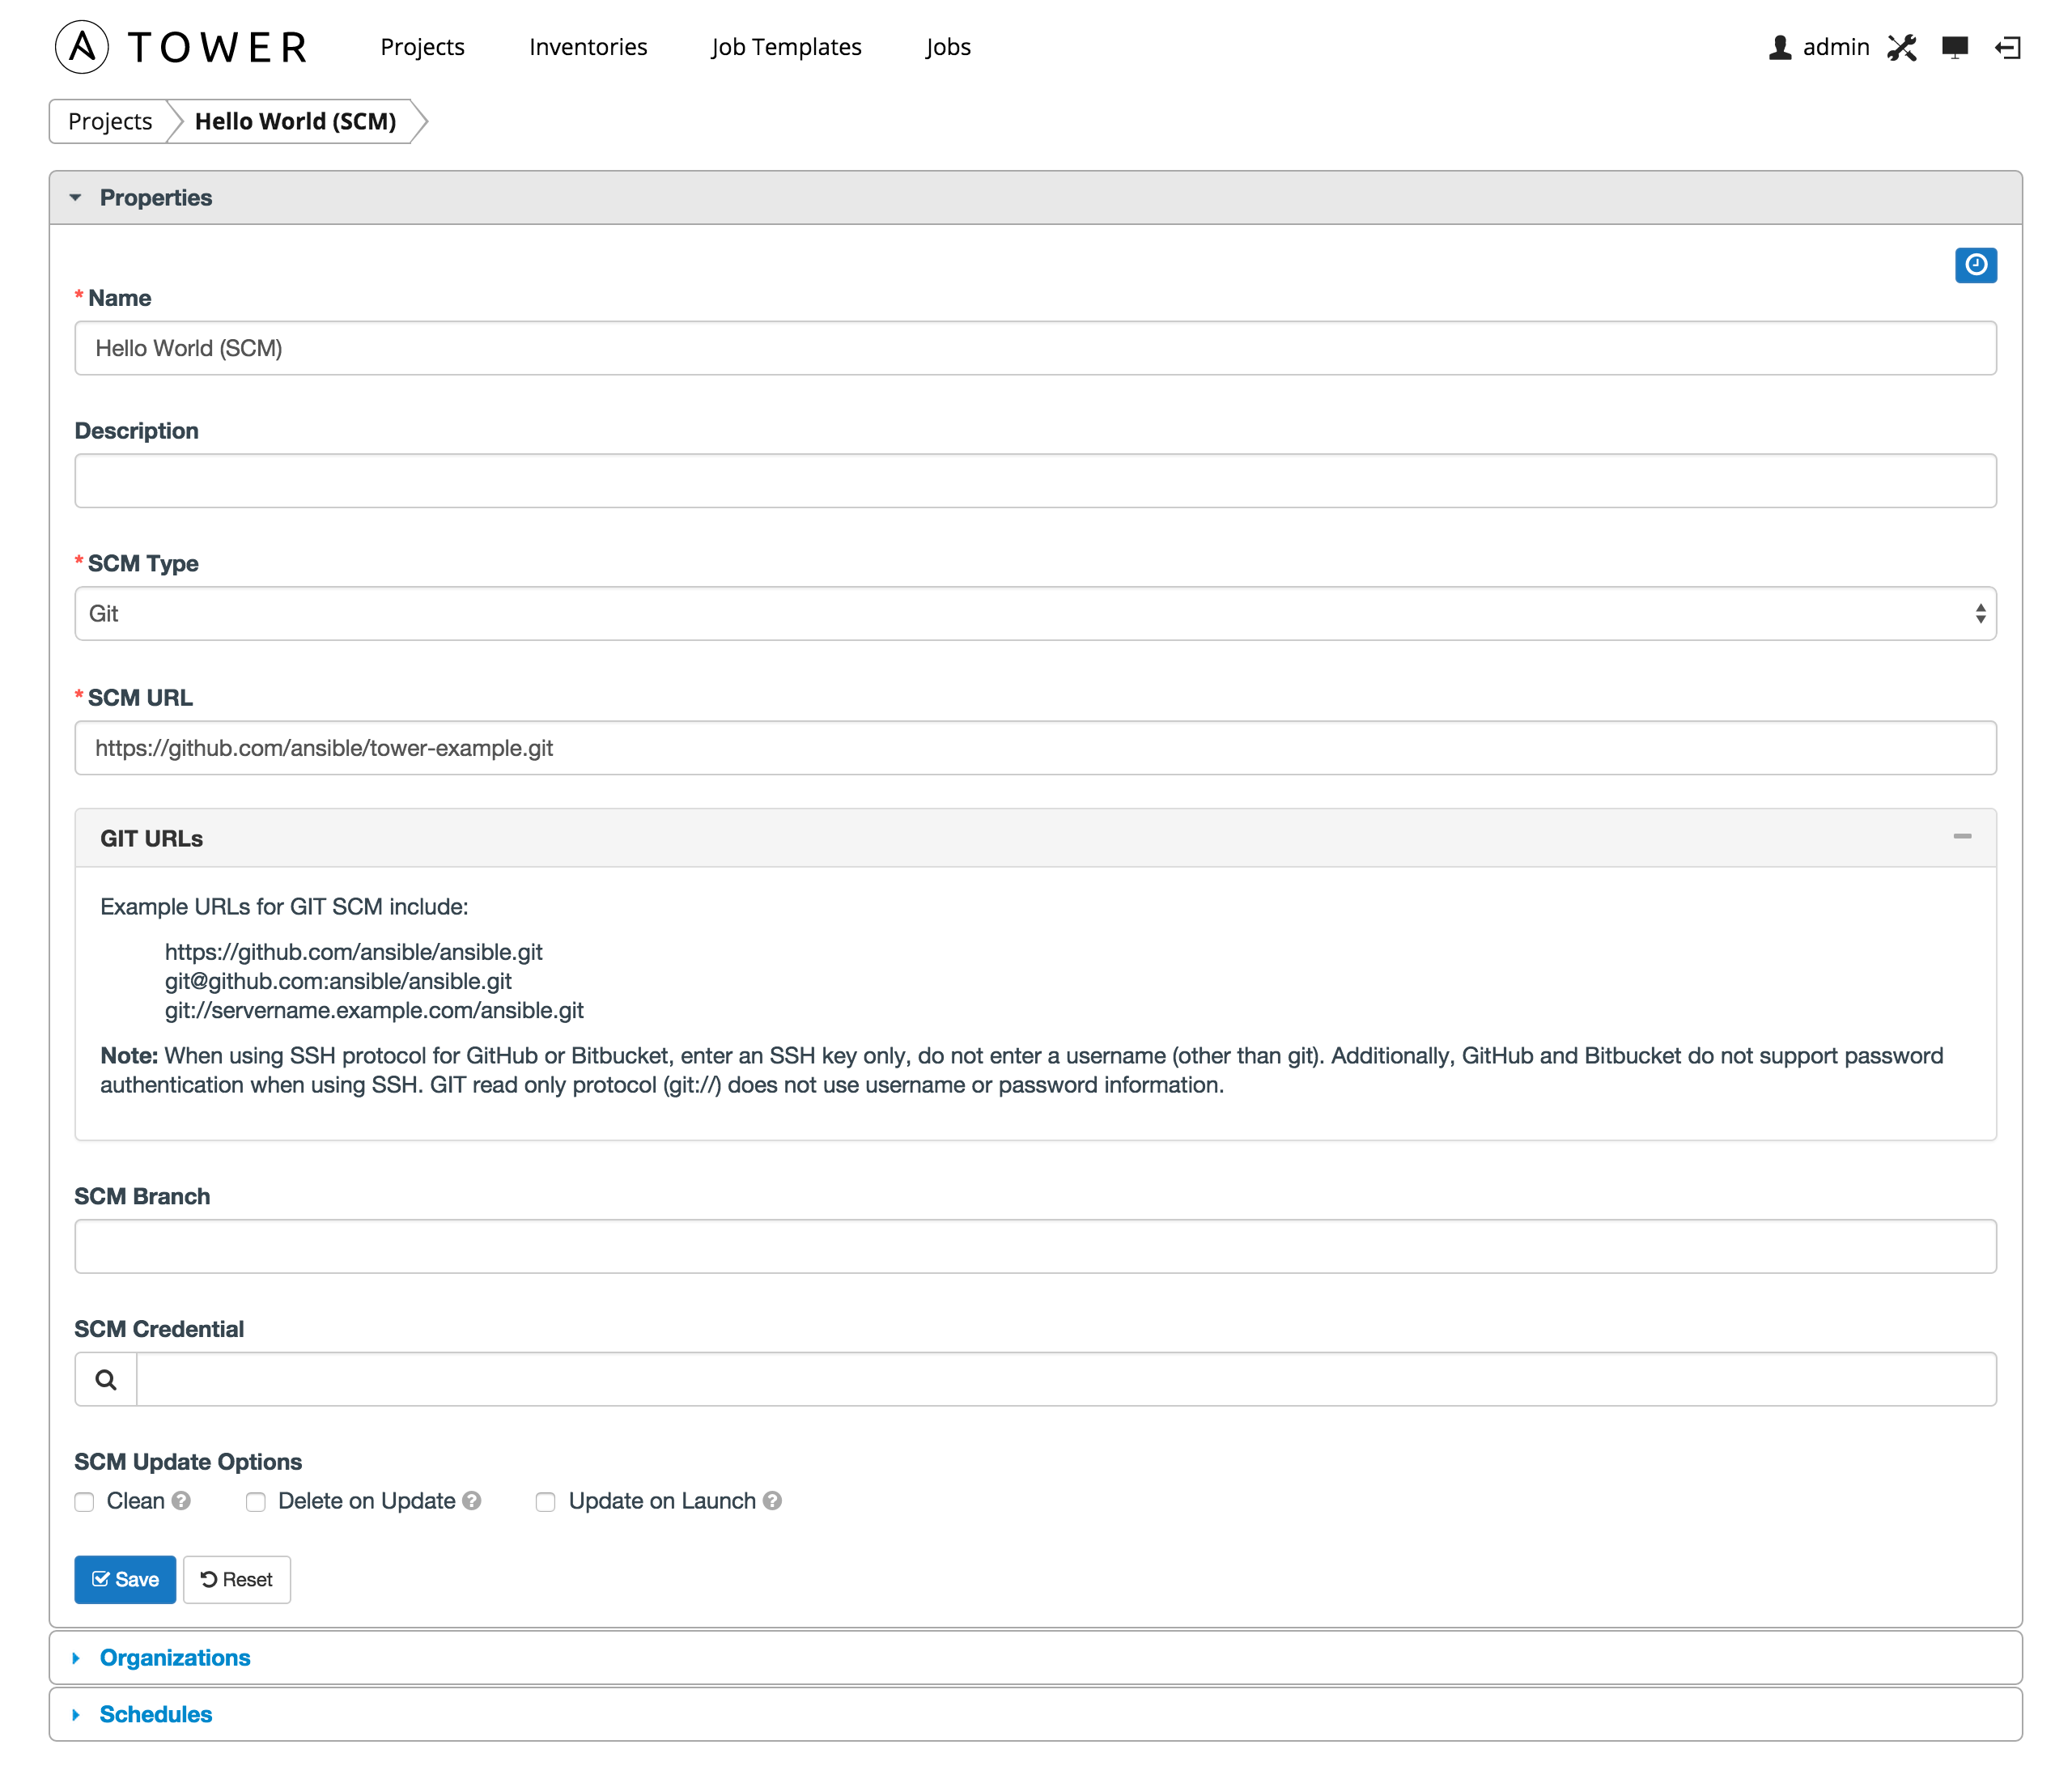 A TOWER Projects Inventories Job Templates Jobs admin
Projects Hello World (SCM)
Properties
* Name
Hello World (SCM)
Description
* SCM Type
Git
* SCM URL
https://github.com/ansible/tower-example.git
GIT URLs
Example URLs for GIT SCM include:
https://github.com/ansible/ansible.git
git@github.com:ansible/ansible.git
git://servername.example.com/ansible.git
Note: When using SSH protocol for GitHub or Bitbucket, enter an SSH key only, do not enter a username (other than git). Additionally, GitHub and Bitbucket do not support password
authentication when using SSH. GIT read only protocol (git://) does not use username or password information.
SCM Branch
SCM Credential
SCM Update Options
Clean ? Delete on Update ? Update on Launch ?
Save Reset
Organizations
Schedules